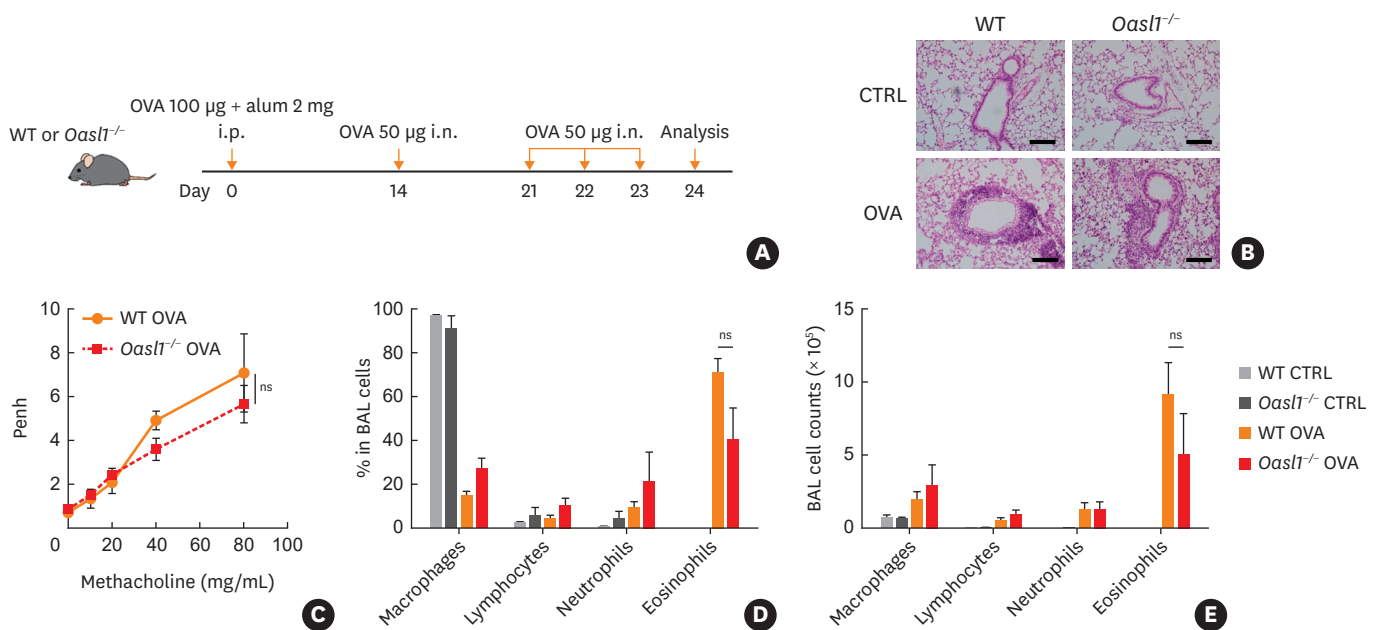 OVA 100 µg + alum 2 mg
i.p.
OVA 50 µg i.n.
OVA 50 µg i.n.
Analysis
WT or Oasl1⁻/⁻
Day
0
14
21
22
23
24
A
WT
Oasl1⁻/⁻
CTRL
OVA
B
10
8
6
4
2
0
20
40
60
80
100
Penh
Methacholine (mg/mL)
WT OVA
Oasl1⁻/⁻ OVA
ns
C
100
80
60
40
20
0
% in BAL cells
Macrophages
Lymphocytes
Neutrophils
Eosinophils
ns
D
15
10
5
0
BAL cell counts (× 10⁵)
Macrophages
Lymphocytes
Neutrophils
Eosinophils
ns
WT CTRL
Oasl1⁻/⁻ CTRL
WT OVA
Oasl1⁻/⁻ OVA
E